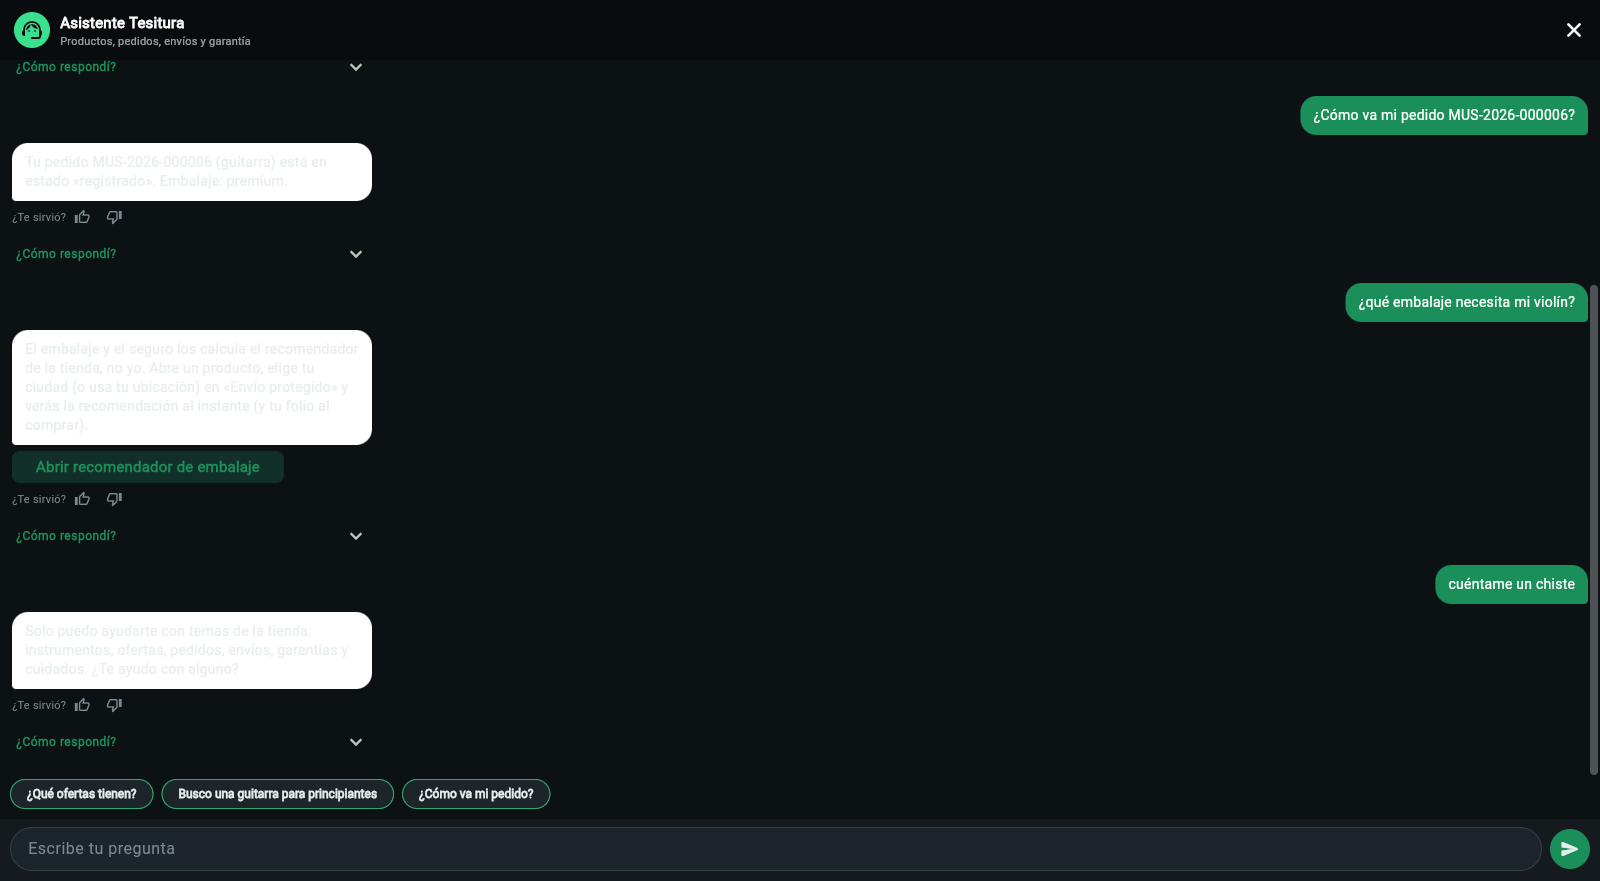 Asistente Tesitura
Productos, pedidos, envíos y garantía
¿Cómo respondí?
¿Cómo va mi pedido MUS-2026-000006?
Tu pedido MUS-2026-000006 (guitarra) está en
estado «registrado». Embalaje: premium.
¿Te sirvió?
¿Cómo respondí?
¿qué embalaje necesita mi violín?
El embalaje y el seguro los calcula el recomendador
de la tienda, no yo. Abre un producto, elige tu
ciudad (o usa tu ubicación) en «Envío protegido» y
verás la recomendación al instante (y tu folio al
comprar).
Abrir recomendador de embalaje
¿Te sirvió?
¿Cómo respondí?
cuéntame un chiste
Solo puedo ayudarte con temas de la tienda:
instrumentos, ofertas, pedidos, envíos, garantías y
cuidados. ¿Te ayudo con alguno?
¿Te sirvió?
¿Cómo respondí?
¿Qué ofertas tienen?
Busco una guitarra para principiantes
¿Cómo va mi pedido?
Escribe tu pregunta